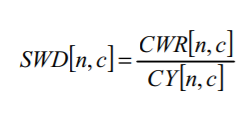 SWD[n,c] = CWR[n,c] / CY[n,c]